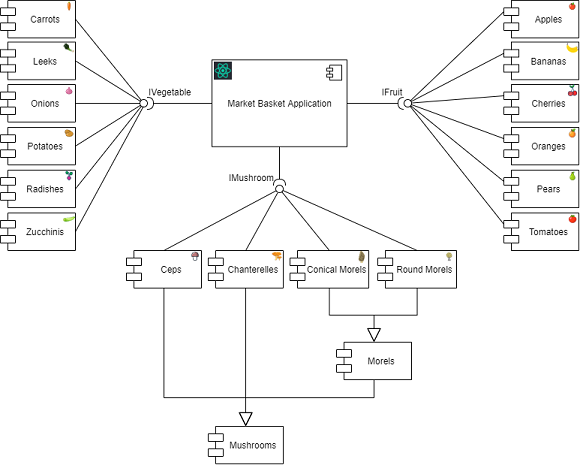 Carrots
Apples
Leeks
Bananas
IVegetable
IFruit
Onions
Market Basket Application
Cherries
Potatoes
Oranges
IMushroom
Radishes
Pears
Zucchinis
Tomatoes
Ceps
Chanterelles
Conical Morels
Round Morels
Morels
Mushrooms